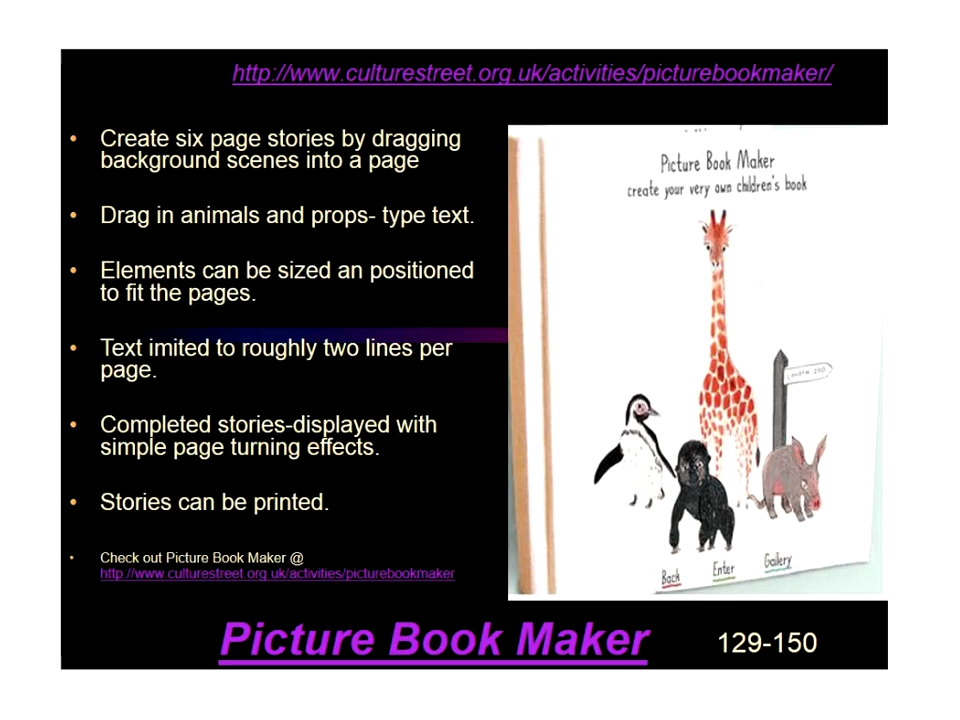 http://www.culturestreet.org.uk/activities/picturebookmaker/
• Create six page stories by dragging
background scenes into a page
• Drag in animals and props- type text.
• Elements can be sized an positioned
to fit the pages.
• Text imited to roughly two lines per
page.
• Completed stories-displayed with
simple page turning effects.
• Stories can be printed.
• Check out Picture Book Maker @
http://www.culturestreet.org.uk/activities/picturebookmaker
Picture Book Maker
create your very own children's book
Back Enter Gallery
Picture Book Maker
129-150